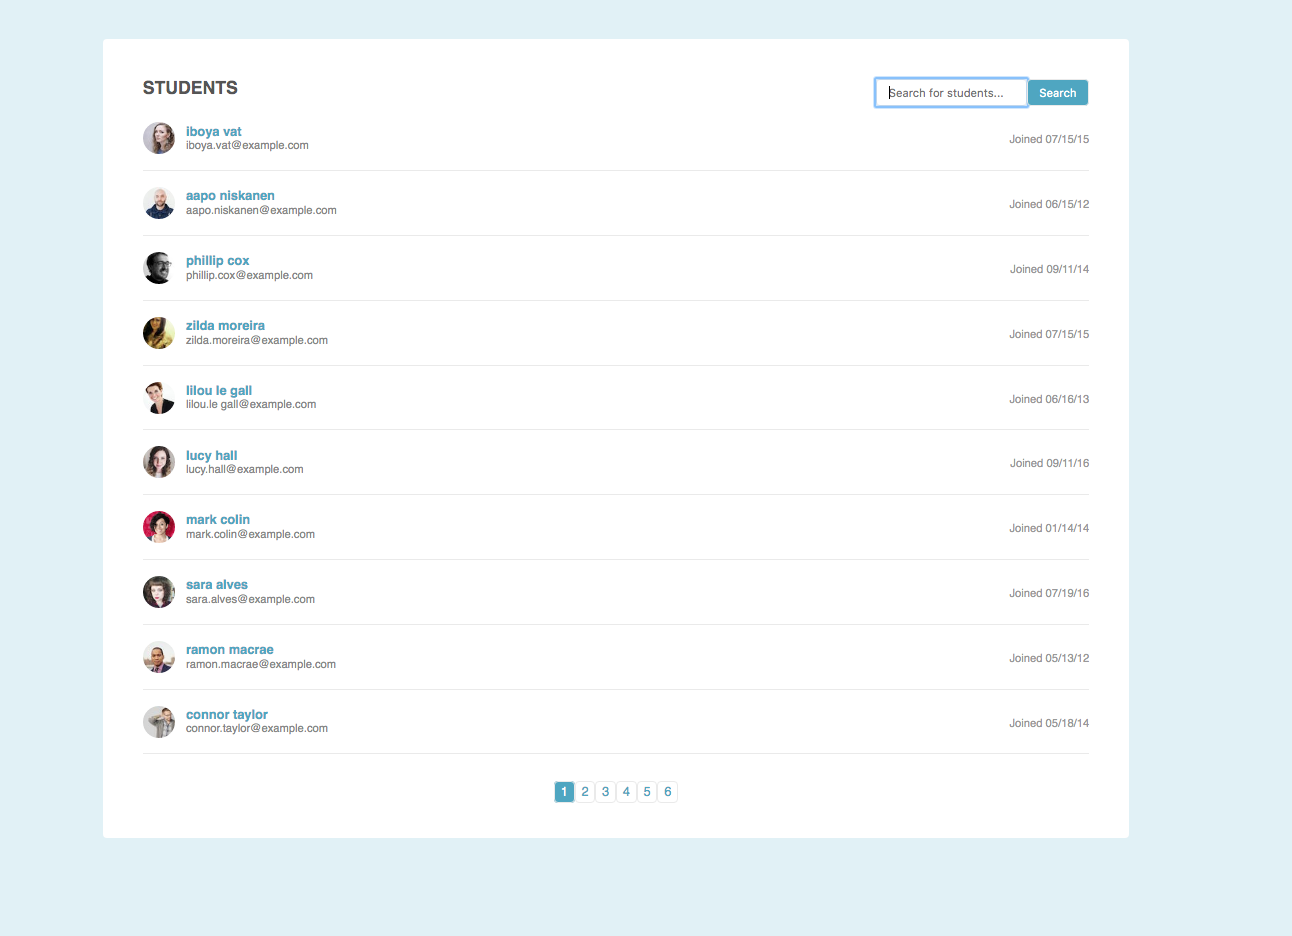 STUDENTS
Search for students...
Search
iboya vat
iboya.vat@example.com
Joined 07/15/15
aapo niskanen
aapo.niskanen@example.com
Joined 06/15/12
phillip cox
phillip.cox@example.com
Joined 09/11/14
zilda moreira
zilda.moreira@example.com
Joined 07/15/15
lilou le gall
lilou.le gall@example.com
Joined 06/16/13
lucy hall
lucy.hall@example.com
Joined 09/11/16
mark colin
mark.colin@example.com
Joined 01/14/14
sara alves
sara.alves@example.com
Joined 07/19/16
ramon macrae
ramon.macrae@example.com
Joined 05/13/12
connor taylor
connor.taylor@example.com
Joined 05/18/14
1 2 3 4 5 6